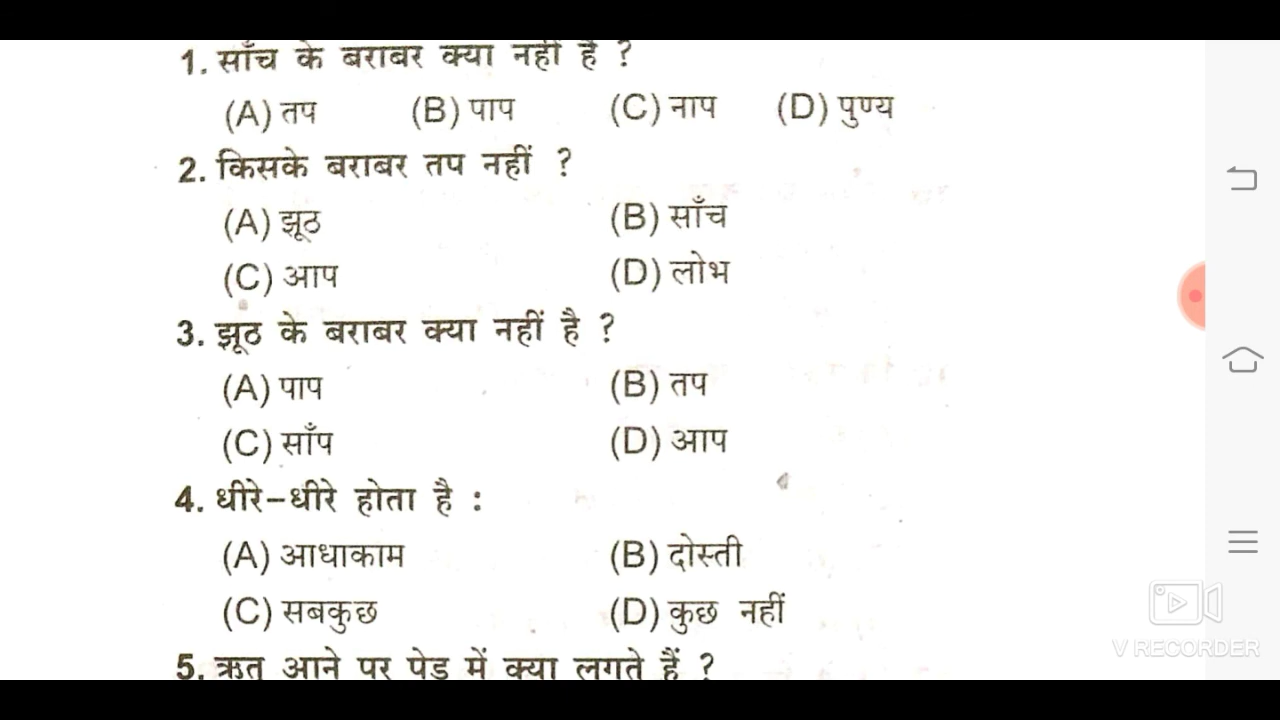 1. साँच के बराबर क्या नहीं है ?
(A) तप (B) पाप (C) नाप (D) पुण्य
2. किसके बराबर तप नहीं ?
(A) झूठ (B) साँच
(C) आप (D) लोभ
3. झूठ के बराबर क्या नहीं है ?
(A) पाप (B) तप
(C) साँप (D) आप
4. धीरे-धीरे होता है :
(A) आधाकाम (B) दोस्ती
(C) सबकुछ (D) कुछ नहीं
5. ऋतु आने पर पेड़ में क्या लगते हैं ?
V RECORDER